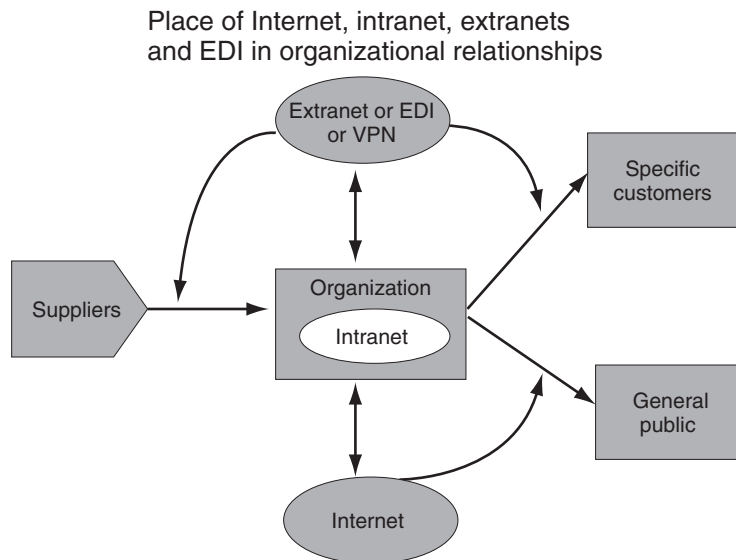 Place of Internet, intranet, extranets
and EDI in organizational relationships
Extranet or EDI
or VPN
Specific
customers
Suppliers
Organization
Intranet
General
public
Internet